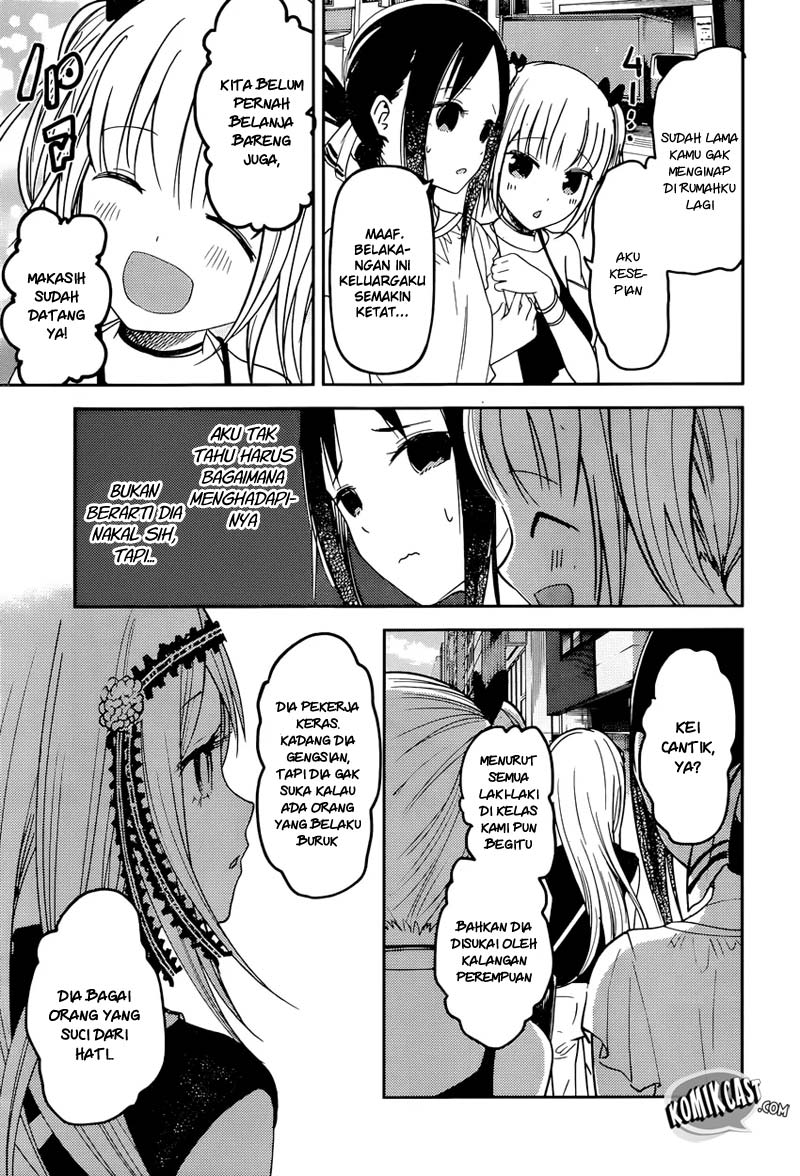 SUDAH LAMA
KAMU GAK
MENGINAP
DI RUMAHKU
LAGI
AKU
KESE-
PIAN
MAAF.
BELAKA-
NGAN INI
KELUARGAKU
SEMAKIN
KETAT...
KITA BELUM
PERNAH
BELANJA
BARENG
JUGA,
MAKASIH
SUDAH
DATANG
YA!
AKU TAK
TAHU HARUS
BAGAIMANA
MENGHADAPI-
NYA
BUKAN
BERARTI DIA
NAKAL SIH,
TAPI...
KEI
CANTIK,
YA?
MENURUT
SEMUA
LAKI-LAKI
DI KELAS
KAMI PUN
BEGITU
BAHKAN DIA
DISUKAI OLEH
KALANGAN
PEREMPUAN
DIA PEKERJA
KERAS.
KADANG DIA
GENGSIAN,
TAPI DIA GAK
SUKA KALAU
ADA ORANG
YANG BELAKU
BURUK
DIA BAGAI
ORANG YANG
SUCI DARI
HATI.
KOMIKCAST.COM